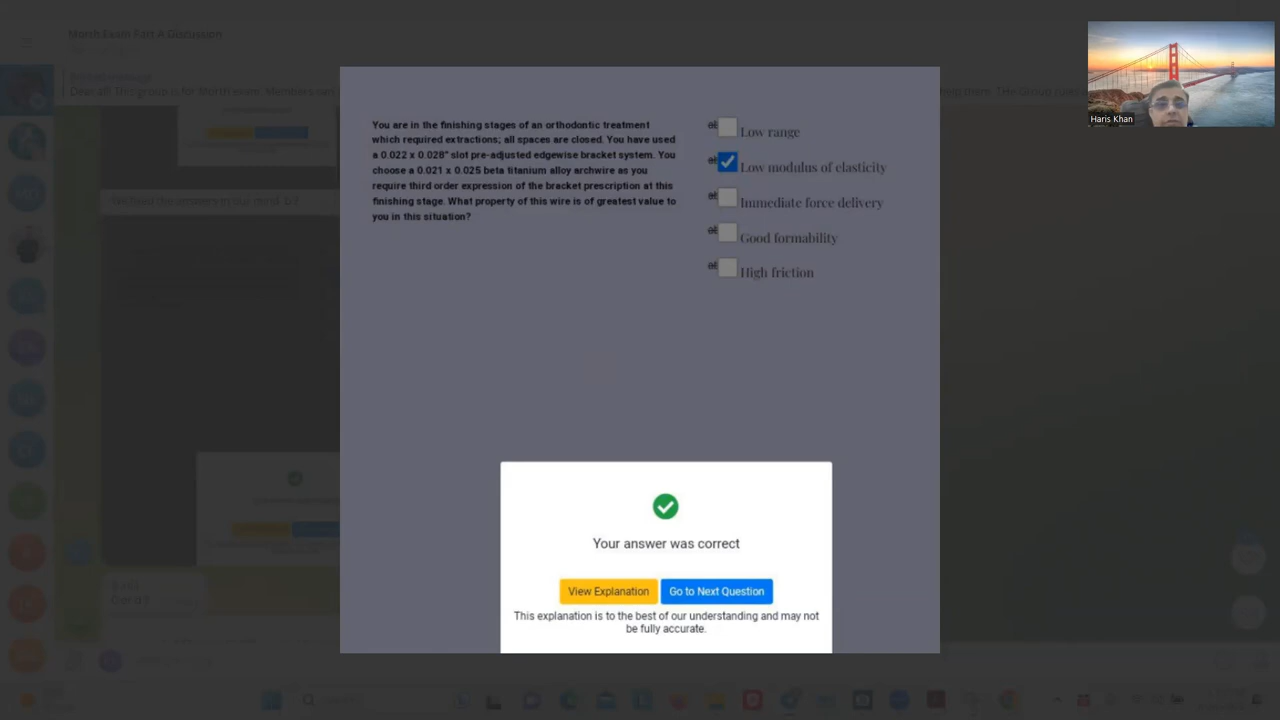 Morth Exam Part A Discussion
Haris Khan
You are in the finishing stages of an orthodontic treatment
which required extractions; all spaces are closed. You have used
a 0.022 x 0.028" slot pre-adjusted edgewise bracket system. You
choose a 0.021 x 0.025 beta titanium alloy archwire as you
require third order expression of the bracket prescription at this
finishing stage. What property of this wire is of greatest value to
you in this situation?
Low range
Low modulus of elasticity
Immediate force delivery
Good formability
High friction
Your answer was correct
View Explanation
Go to Next Question
This explanation is to the best of our understanding and may not
be fully accurate.